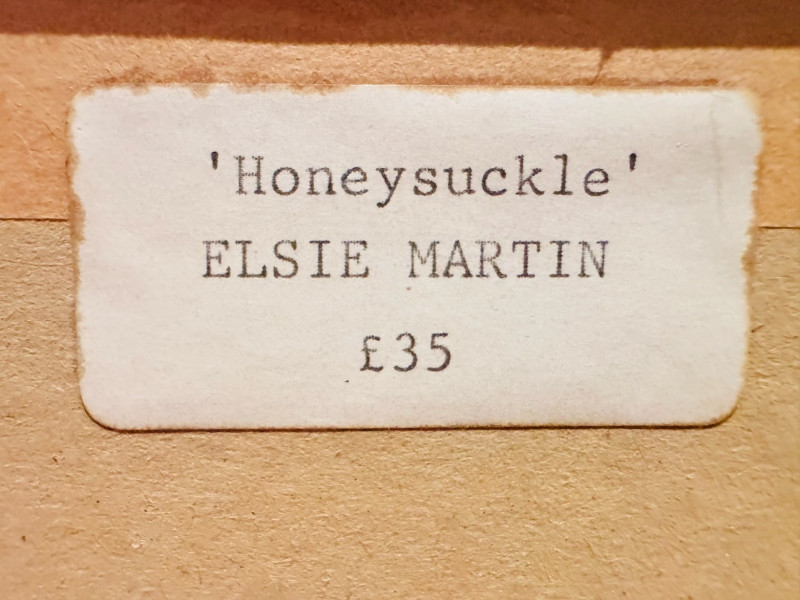 'Honeysuckle'
ELSIE MARTIN
£35